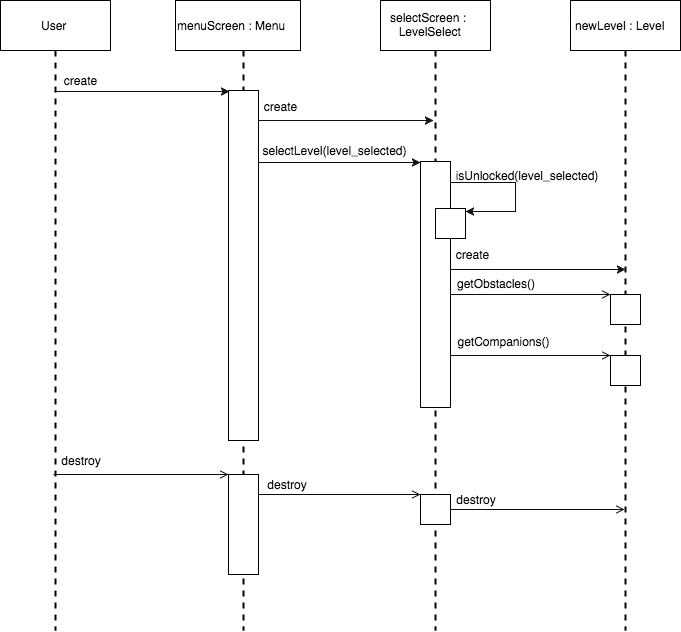 User
menuScreen : Menu
selectScreen :
LevelSelect
newLevel : Level
create
create
selectLevel(level_selected)
isUnlocked(level_selected)
create
getObstacles()
getCompanions()
destroy
destroy
destroy